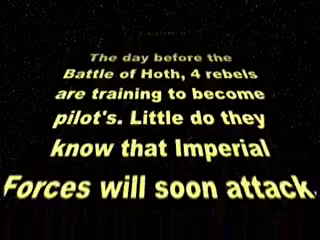 The day before the
Battle of Hoth, 4 rebels
are training to become
pilot's. Little do they
know that Imperial
Forces will soon attack.